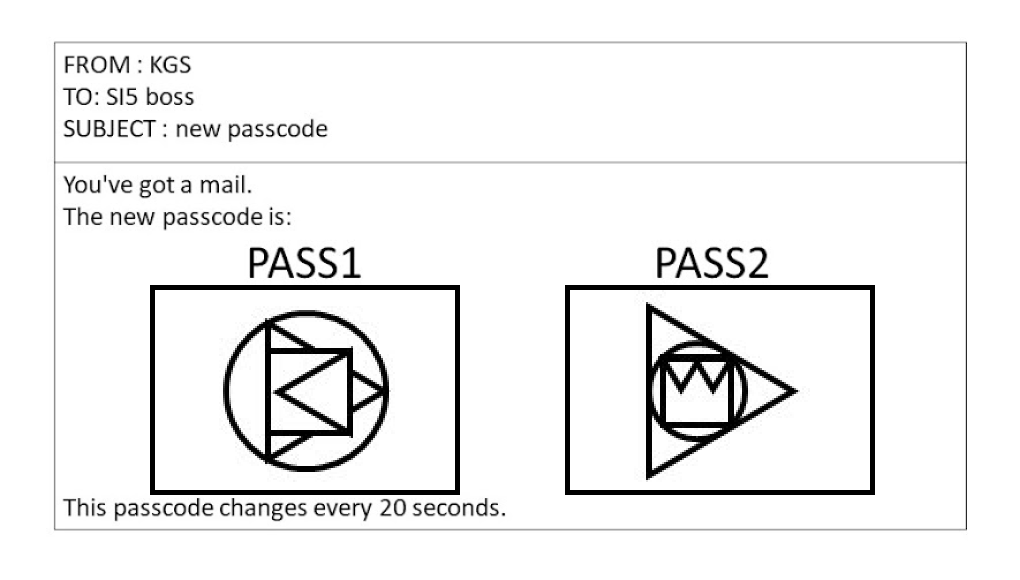 FROM : KGS
TO: SI5 boss
SUBJECT : new passcode
You've got a mail.
The new passcode is:
PASS1
PASS2
This passcode changes every 20 seconds.